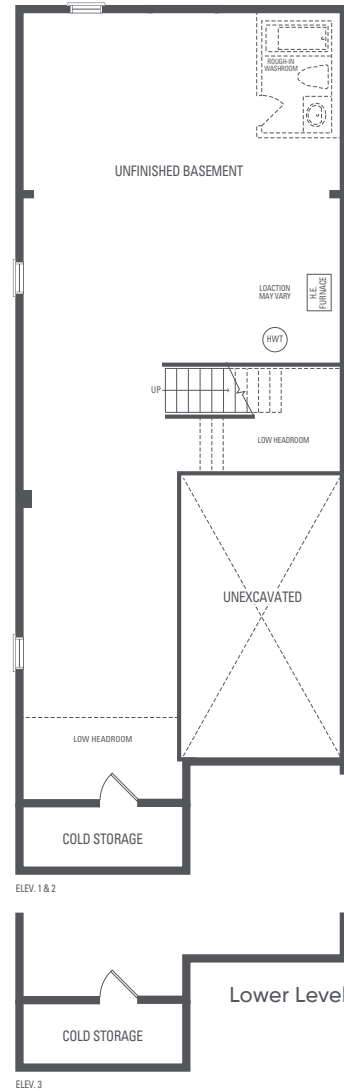 ROUGH-IN
WASHROOM
UNFINISHED BASEMENT
LOACTION
MAY VARY
H.E.
FURNACE
HWT
UP
LOW HEADROOM
UNEXCAVATED
LOW HEADROOM
COLD STORAGE
ELEV. 1 & 2
Lower Level
COLD STORAGE
ELEV. 3